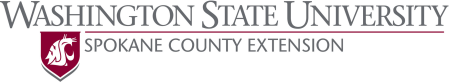 WASHINGTON STATE UNIVERSITY
SPOKANE COUNTY EXTENSION